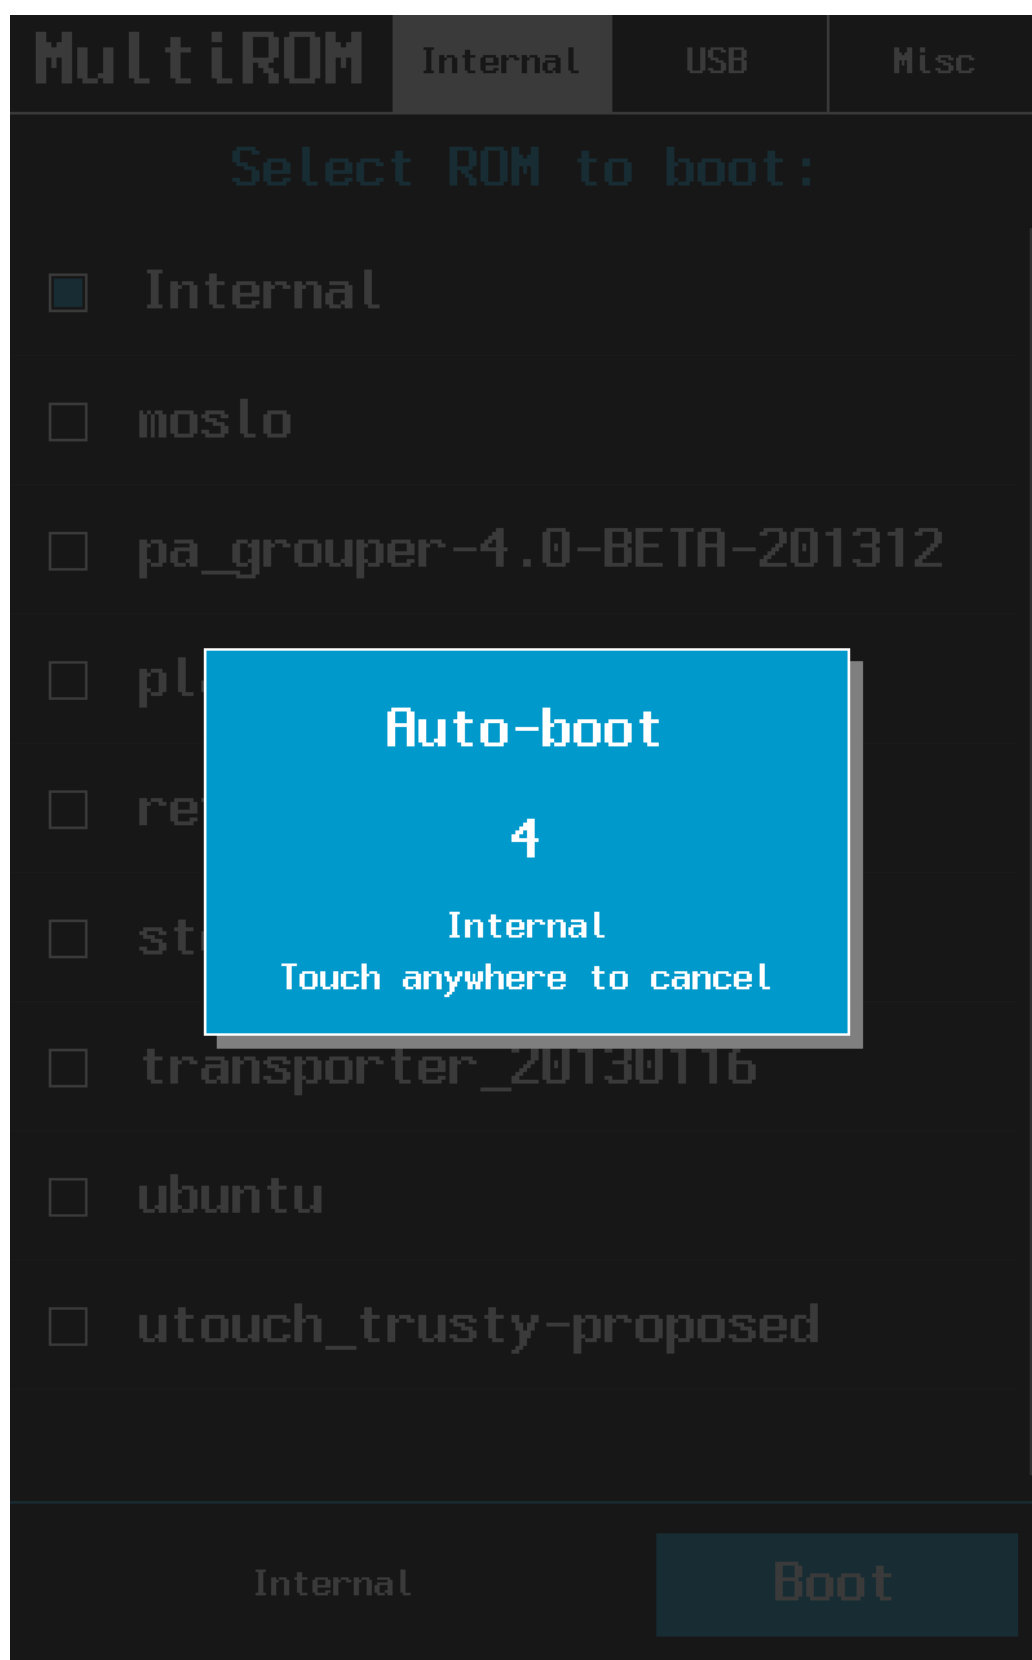 MultiROM Internal USB Misc
Select ROM to boot:
Internal
moslo
pa_grouper-4.0-BETA-201312
Auto-boot
4
Internal
Touch anywhere to cancel
transporter_20130116
ubuntu
utouch_trusty-proposed
Internal Boot